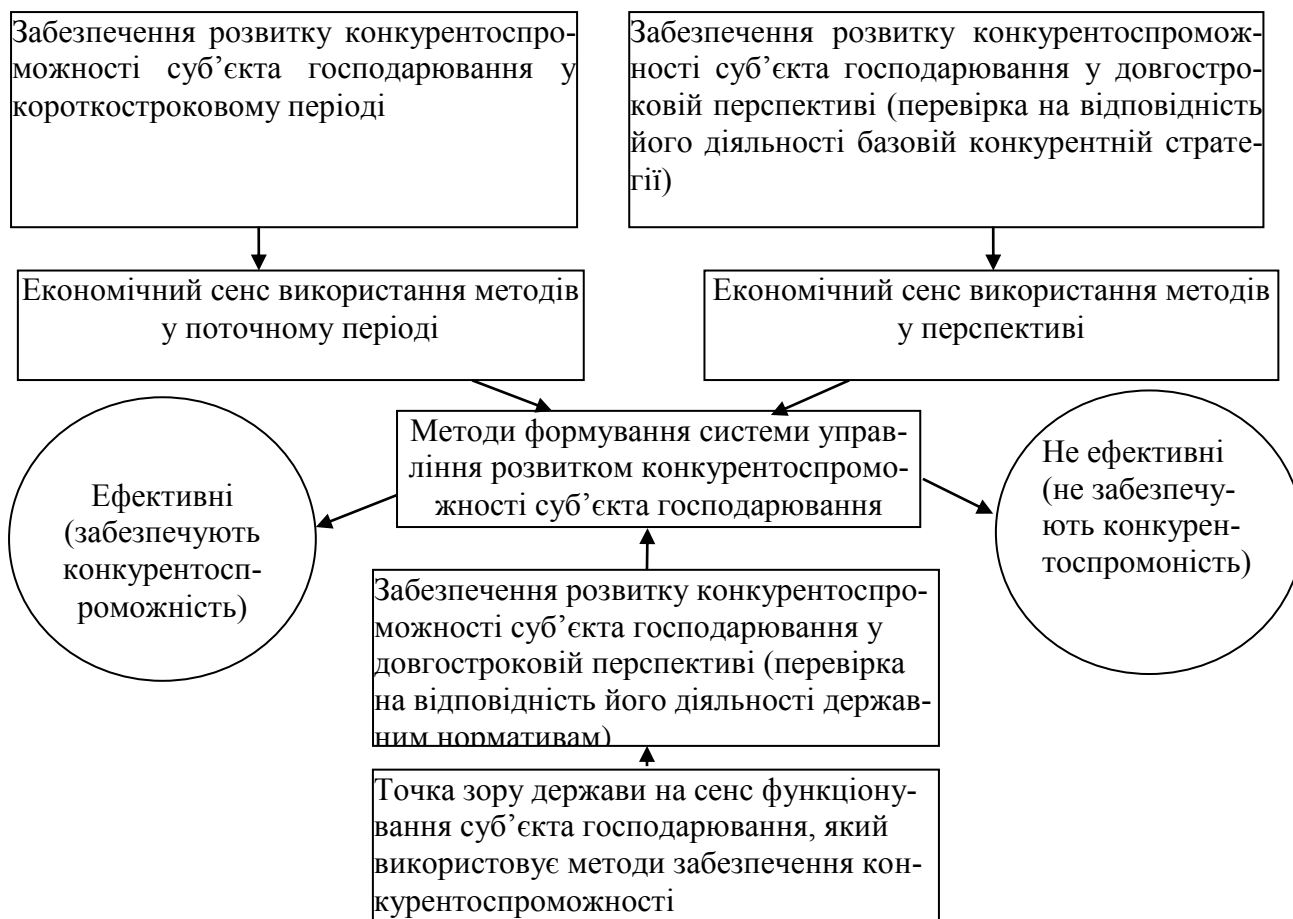 Забезпечення розвитку конкурентоспро-
можності суб’єкта господарювання у
короткостроковому періоді
Забезпечення розвитку конкурентоспромож-
ності суб’єкта господарювання у довгостро-
ковій перспективі (перевірка на відповідність
його діяльності базовій конкурентній страте-
гії)
Економічний сенс використання методів
у поточному періоді
Економічний сенс використання методів
у перспективі
Методи формування системи управ-
ління розвитком конкурентоспромо-
жності суб’єкта господарювання
Ефективні
(забезпечують
конкурентосп-
роможність)
Не ефективні
(не забезпечу-
ють конкурен-
тоспромоність)
Забезпечення розвитку конкурентоспро-
можності суб’єкта господарювання у
довгостроковій перспективі (перевірка
на відповідність його діяльності держав-
ним нормативам)
Точка зору держави на сенс функціону-
вання суб’єкта господарювання, який
використовує методи забезпечення кон-
курентоспроможності